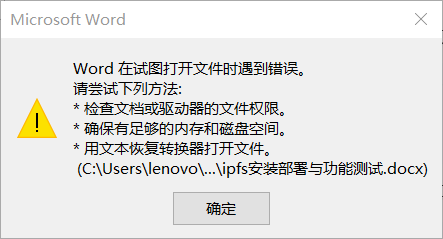 Microsoft Word
Word 在试图打开文件时遇到错误。
请尝试下列方法:
* 检查文档或驱动器的文件权限。
* 确保有足够的内存和磁盘空间。
* 用文本恢复转换器打开文件。
(C:\Users\lenovo\...\ipfs安装部署与功能测试.docx)
确定